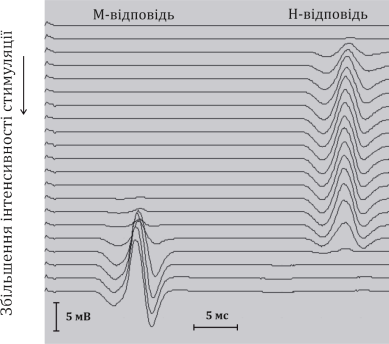 М-відповідь
Н-відповідь
Збільшення інтенсивності стимуляції
5 мВ
5 мс